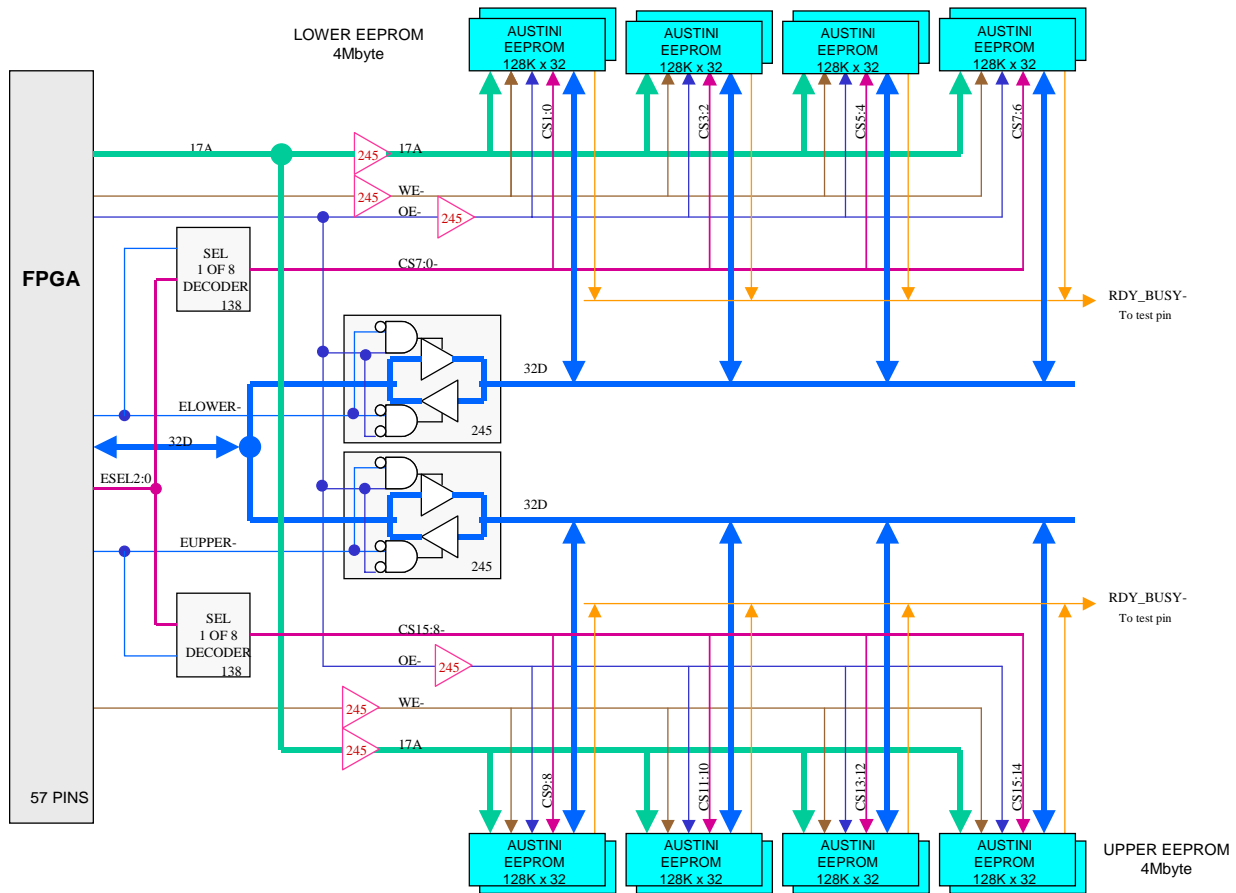 LOWER EEPROM
4Mbyte
AUSTINI
EEPROM
128K x 32
AUSTINI
EEPROM
128K x 32
AUSTINI
EEPROM
128K x 32
AUSTINI
EEPROM
128K x 32
CS1:0
CS3:2
CS5:4
CS7:6
17A
245
17A
245
WE-
OE-
245
FPGA
SEL
1 OF 8
DECODER
138
CS7:0-
RDY_BUSY-
To test pin
32D
ELOWER-
245
32D
ESEL2:0
32D
EUPPER-
245
RDY_BUSY-
To test pin
SEL
1 OF 8
DECODER
138
CS15:8-
OE-
245
245
WE-
245
17A
CS9:8
CS11:10
CS13:12
CS15:14
57 PINS
AUSTINI
EEPROM
128K x 32
AUSTINI
EEPROM
128K x 32
AUSTINI
EEPROM
128K x 32
AUSTINI
EEPROM
128K x 32
UPPER EEPROM
4Mbyte